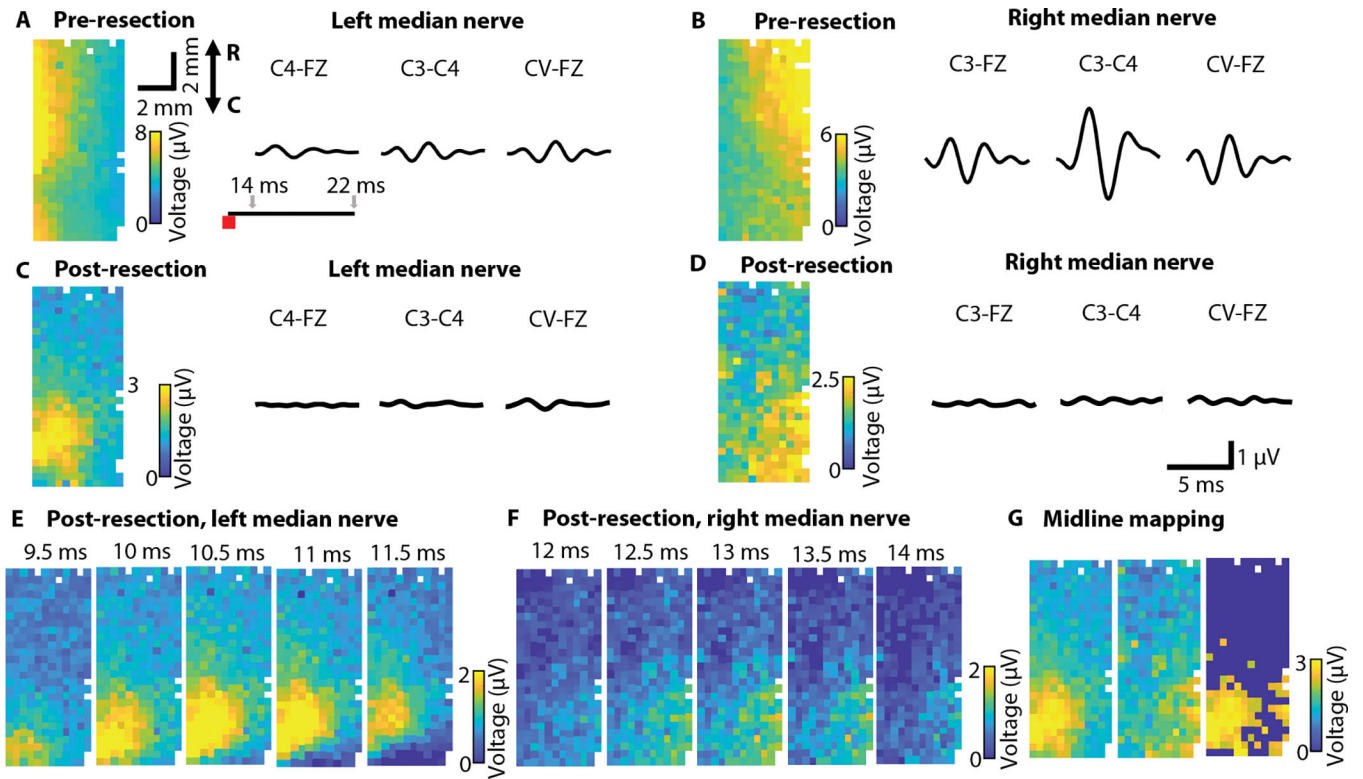 A Pre-resection Left median nerve
R
C
2 mm
2 mm
C4-FZ C3-C4 CV-FZ
8
0
Voltage (µV)
14 ms 22 ms
B Pre-resection Right median nerve
C3-FZ C3-C4 CV-FZ
6
0
Voltage (µV)
C Post-resection Left median nerve
C4-FZ C3-C4 CV-FZ
3
0
Voltage (µV)
D Post-resection Right median nerve
C3-FZ C3-C4 CV-FZ
2.5
0
Voltage (µV)
1 µV
5 ms
E Post-resection, left median nerve
9.5 ms 10 ms 10.5 ms 11 ms 11.5 ms
2
0
Voltage (µV)
F Post-resection, right median nerve
12 ms 12.5 ms 13 ms 13.5 ms 14 ms
2
0
Voltage (µV)
G Midline mapping
3
0
Voltage (µV)